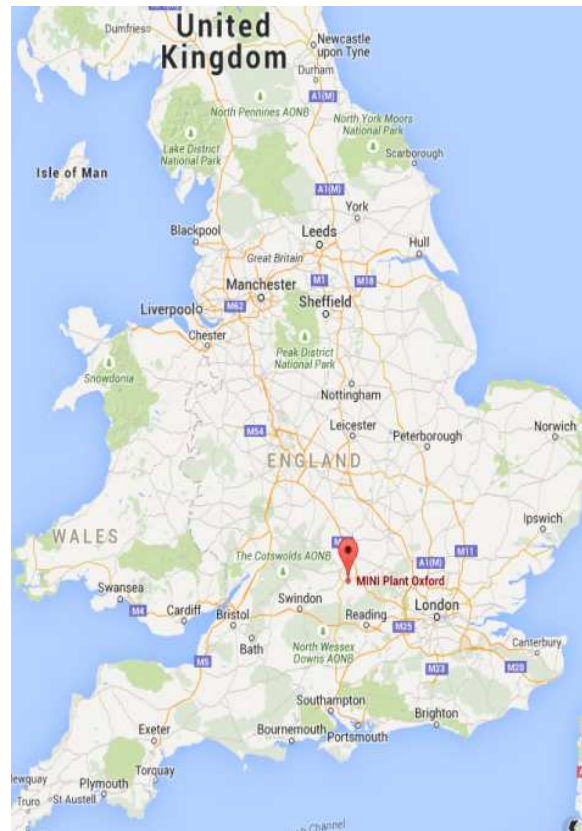 United
Kingdom
Dumfries
Newcastle
upon Tyne
Durham
A1(M)
North Pennines AONB
North York Moors
National Park
Lake District
National Park
Scarborough
Isle of Man
A1(M)
York
Blackpool
Leeds
Hull
Great Britain
M1
M18
Manchester
Liverpool
M62
Sheffield
Chester
Peak District
National Park
Snowdonia
Nottingham
Norwich
M54
Leicester
Peterborough
ENGLAND
Ipswich
WALES
The Cotswolds AONB
A1(M)
M11
MINI Plant Oxford
Swansea
Swindon
London
M4
Cardiff
Bristol
Reading
M25
Bath
Canterbury
North Wessex
Downs AONB
M5
M23
M20
Southampton
Exeter
Bournemouth
Portsmouth
Brighton
Torquay
Plymouth
Truro
St Austell